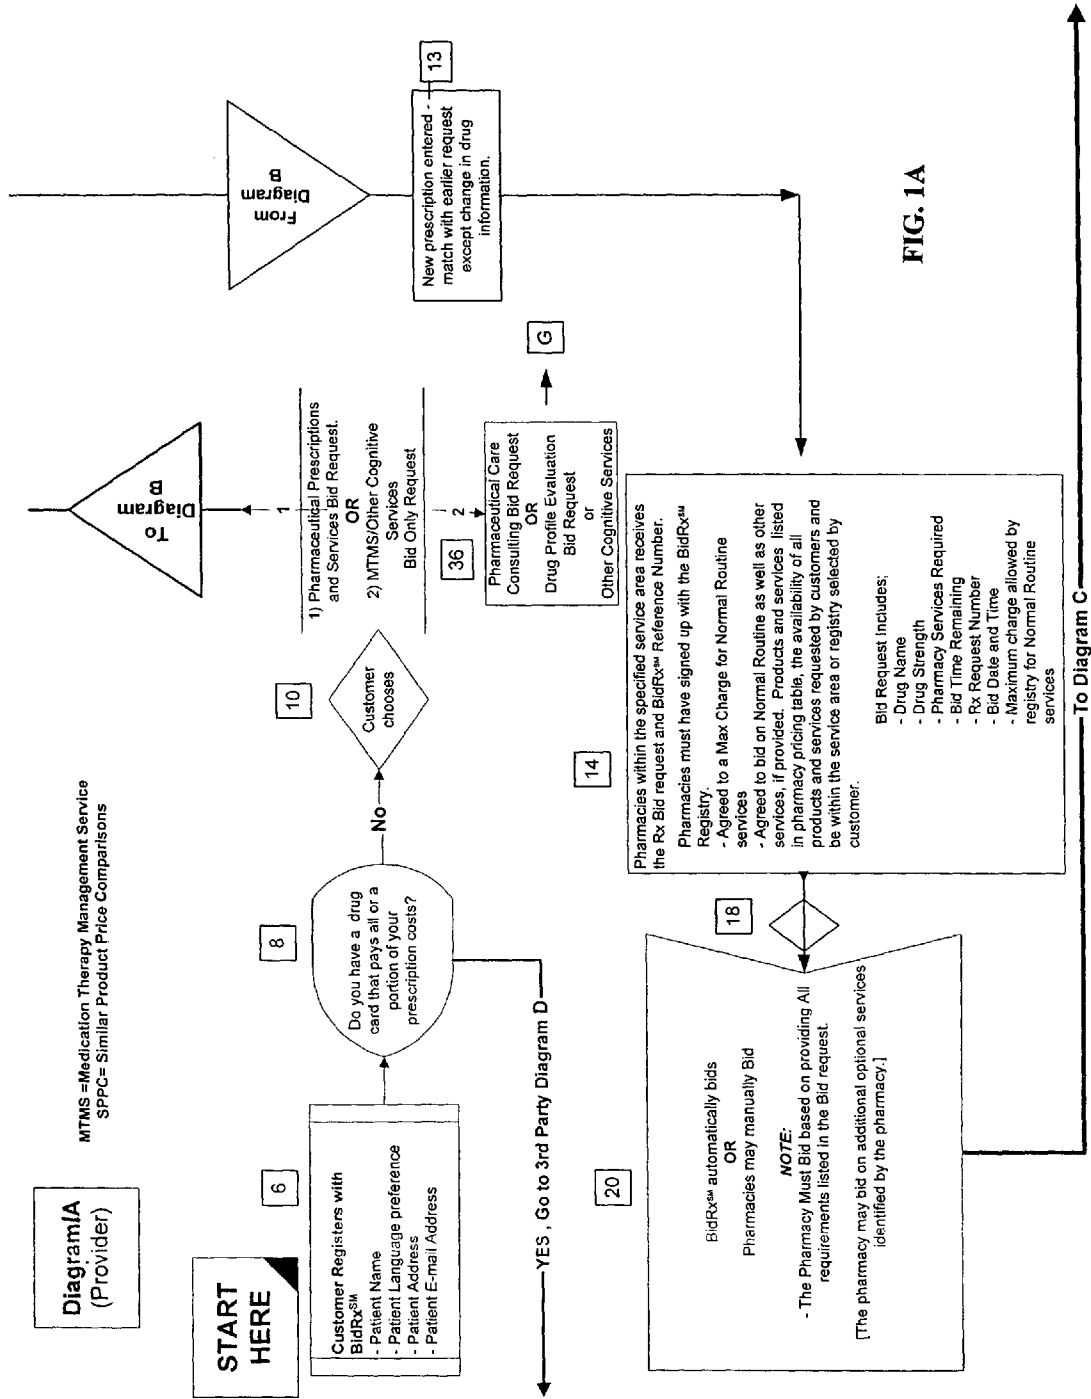 Diagram/A
(Provider)
MTMS =Medication Therapy Management Service
SPPC= Similar Product Price Comparisons
START
HERE
6
Customer Registers with
BidRx℠
- Patient Name
- Patient Language preference
- Patient Address
- Patient E-mail Address
8
Do you have a drug
card that pays all or a
portion of your
prescription costs?
No
YES , Go to 3rd Party Diagram D
10
Customer
chooses
1) Pharmaceutical Prescriptions
and Services Bid Request.
OR
2) MTMS/Other Cognitive
Services
Bid Only Request
1
To
Diagram
B
2
36
Pharmaceutical Care
Consulting Bid Request
OR
Drug Profile Evaluation
Bid Request
or
Other Cognitive Services
G
From
Diagram
B
13
New prescription entered -
match with earlier request
except change in drug
information.
14
Pharmacies within the specified service area receives
the Rx Bid request and BidRx℠ Reference Number.
Pharmacies must have signed up with the BidRx℠
Registry.
- Agreed to a Max Charge for Normal Routine
services
- Agreed to bid on Normal Routine as well as other
services, if provided. Products and services listed
in pharmacy pricing table, the availability of all
products and services requested by customers and
be within the service area or registry selected by
customer.
Bid Request Includes;
- Drug Name
- Drug Strength
- Pharmacy Services Required
- Bid Time Remaining
- Rx Request Number
- Bid Date and Time
- Maximum charge allowed by
registry for Normal Routine
services
18
20
BidRx℠ automatically bids
OR
Pharmacies may manually Bid
NOTE:
- The Pharmacy Must Bid based on providing All
requirements listed in the Bid request.
[The pharmacy may bid on additional optional services
identified by the pharmacy.]
To Diagram C
FIG. 1A